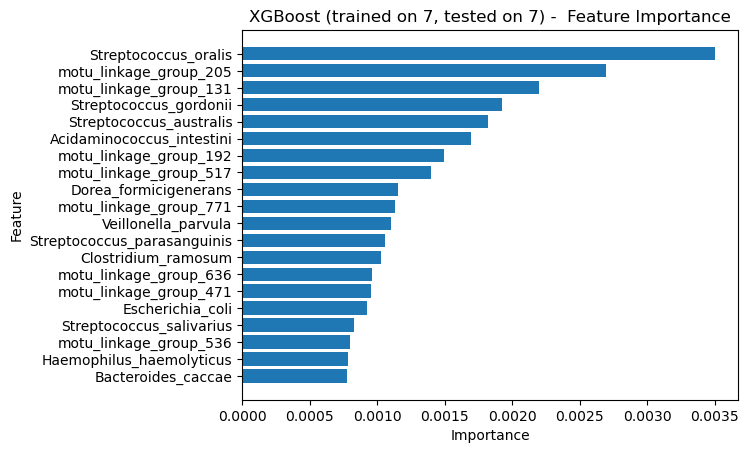 XGBoost (trained on 7, tested on 7) -  Feature Importance
Streptococcus_oralis
motu_linkage_group_205
motu_linkage_group_131
Streptococcus_gordonii
Streptococcus_australis
Acidaminococcus_intestini
motu_linkage_group_192
motu_linkage_group_517
Dorea_formicigenerans
motu_linkage_group_771
Veillonella_parvula
Streptococcus_parasanguinis
Clostridium_ramosum
motu_linkage_group_636
motu_linkage_group_471
Escherichia_coli
Streptococcus_salivarius
motu_linkage_group_536
Haemophilus_haemolyticus
Bacteroides_caccae
Feature
0.0000 0.0005 0.0010 0.0015 0.0020 0.0025 0.0030 0.0035
Importance